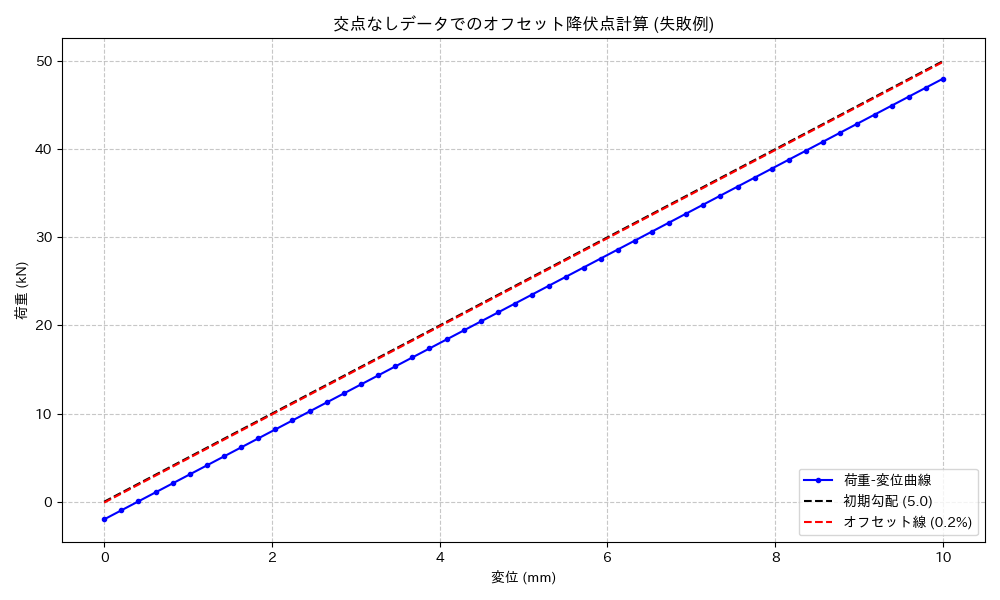 交点なしデータでのオフセット降伏点計算 (失敗例)
荷重 (kN)
50
40
30
20
10
0
0 2 4 6 8 10
変位 (mm)
荷重-変位曲線
初期勾配 (5.0)
オフセット線 (0.2%)